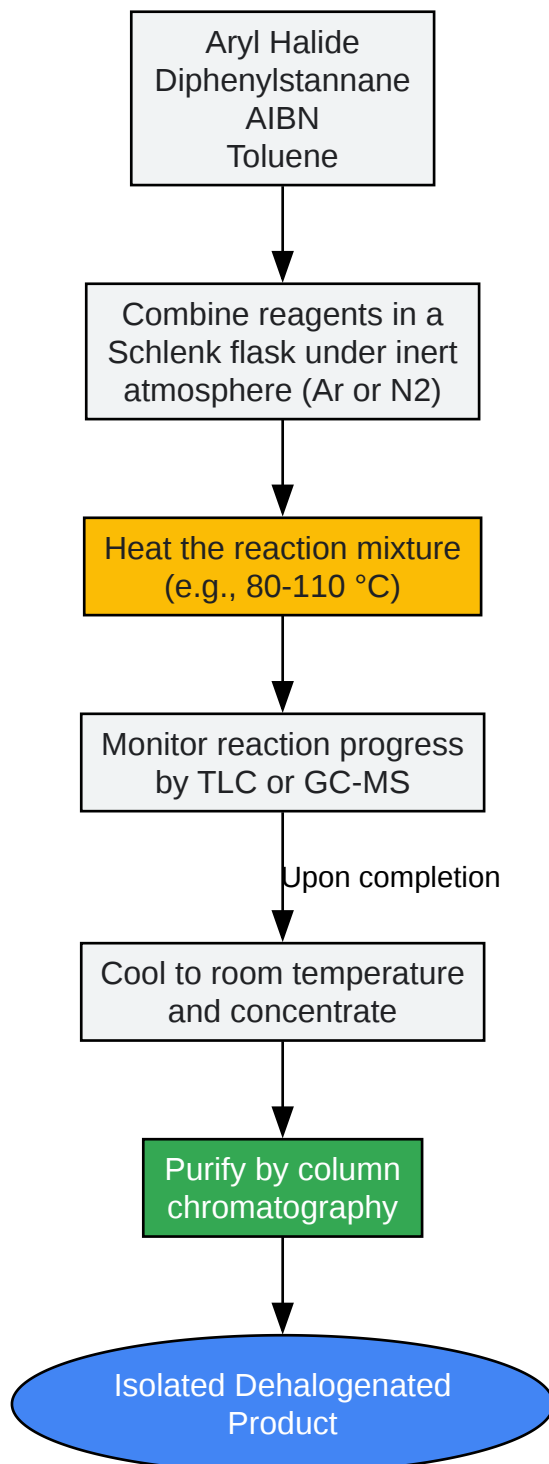 Aryl Halide
Diphenylstannane
AIBN
Toluene
Combine reagents in a
Schlenk flask under inert
atmosphere (Ar or N2)
Heat the reaction mixture
(e.g., 80-110 °C)
Monitor reaction progress
by TLC or GC-MS
Upon completion
Cool to room temperature
and concentrate
Purify by column
chromatography
Isolated Dehalogenated
Product